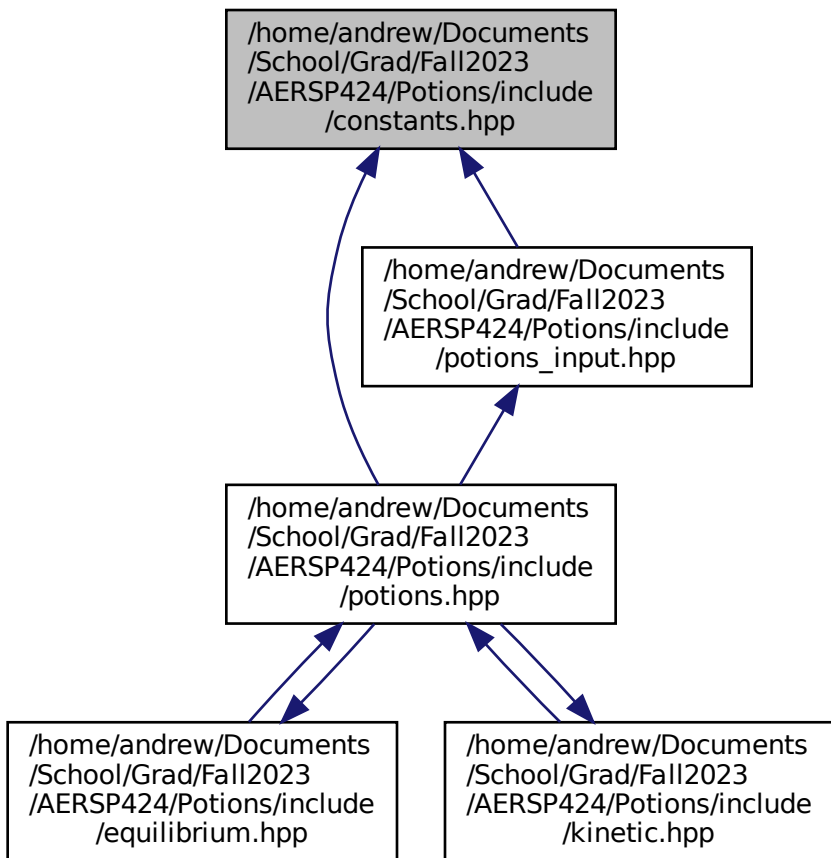 /home/andrew/Documents
/School/Grad/Fall2023
/AERSP424/Potions/include
/constants.hpp
/home/andrew/Documents
/School/Grad/Fall2023
/AERSP424/Potions/include
/potions_input.hpp
/home/andrew/Documents
/School/Grad/Fall2023
/AERSP424/Potions/include
/potions.hpp
/home/andrew/Documents
/School/Grad/Fall2023
/AERSP424/Potions/include
/equilibrium.hpp
/home/andrew/Documents
/School/Grad/Fall2023
/AERSP424/Potions/include
/kinetic.hpp